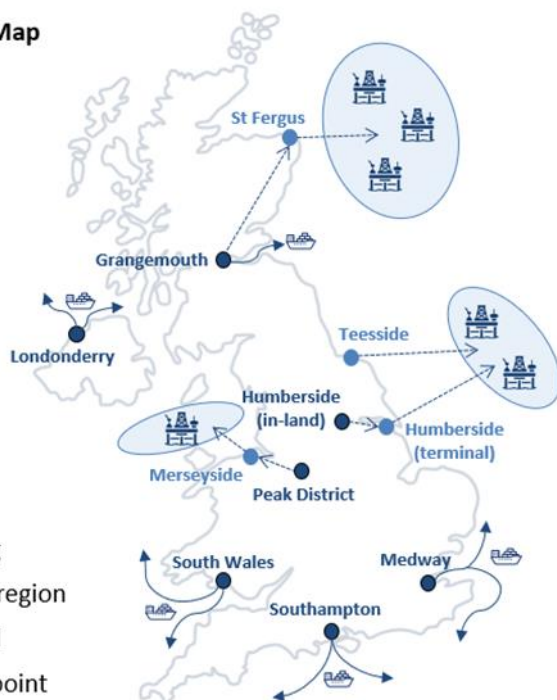 Map
St Fergus
Grangemouth
Londonderry
Teesside
Humberside
(in-land)
Humberside
(terminal)
Merseyside
Peak District
South Wales
Medway
region
Southampton
point